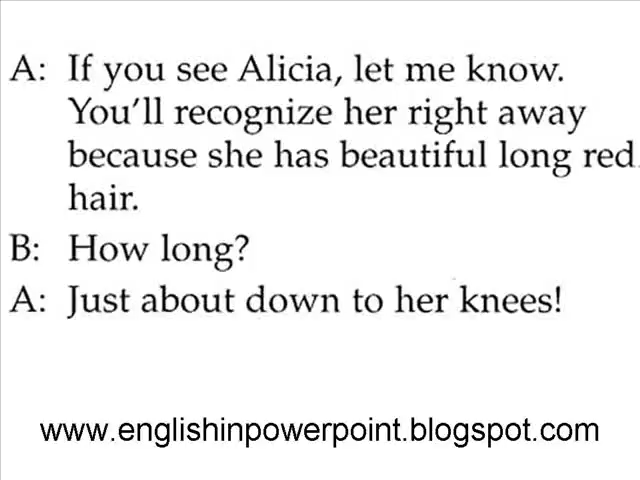 A: If you see Alicia, let me know.
You'll recognize her right away
because she has beautiful long red
hair.
B: How long?
A: Just about down to her knees!
www.englishinpowerpoint.blogspot.com